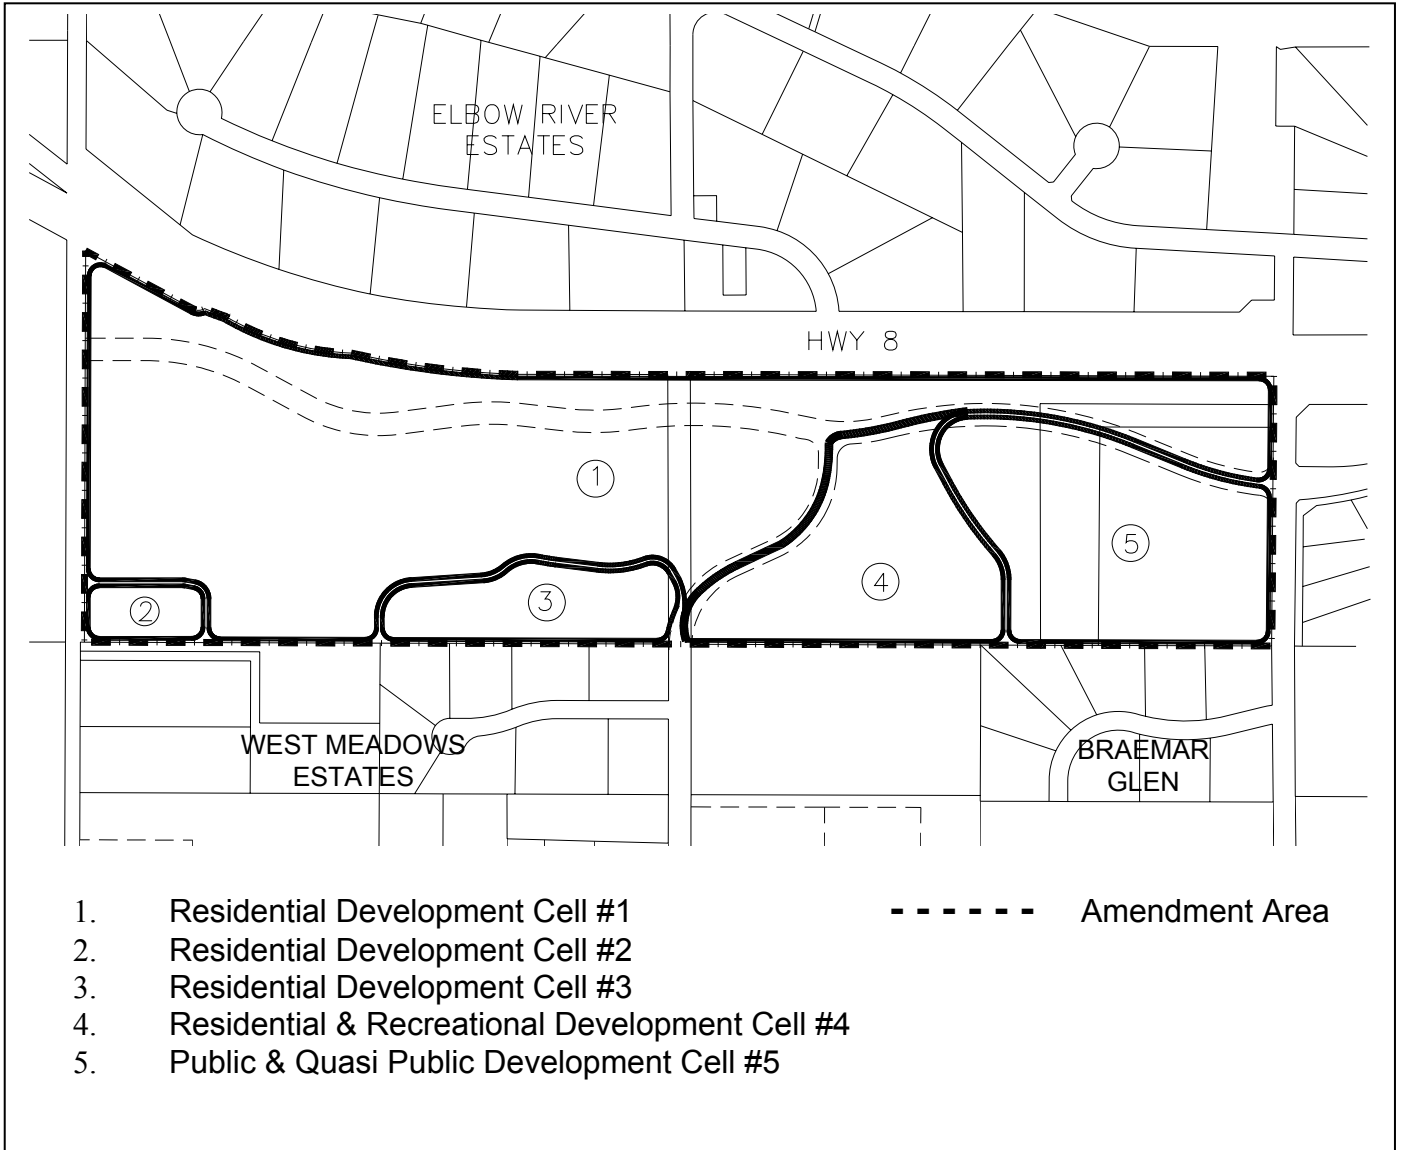 ELBOW RIVER
ESTATES
HWY 8
1
5
4
3
2
WEST MEADOWS
ESTATES
BRAEMAR
GLEN
1. Residential Development Cell #1
2. Residential Development Cell #2
3. Residential Development Cell #3
4. Residential & Recreational Development Cell #4
5. Public & Quasi Public Development Cell #5
Amendment Area